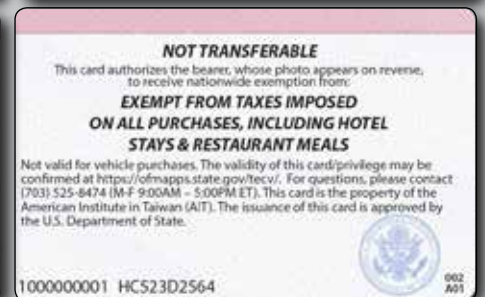 NOT TRANSFERABLE
This card authorizes the bearer, whose photo appears on reverse,
to receive nationwide exemption from:
EXEMPT FROM TAXES IMPOSED
ON ALL PURCHASES, INCLUDING HOTEL
STAYS & RESTAURANT MEALS
Not valid for vehicle purchases. The validity of this card/privilege may be
confirmed at https://ofmapps.state.gov/tecv/. For questions, please contact
(703) 525-8474 (M-F 9:00AM – 5:00PM ET). This card is the property of the
American Institute in Taiwan (AIT). The issuance of this card is approved by
the U.S. Department of State.
1000000001 HC523D2564
002
A01